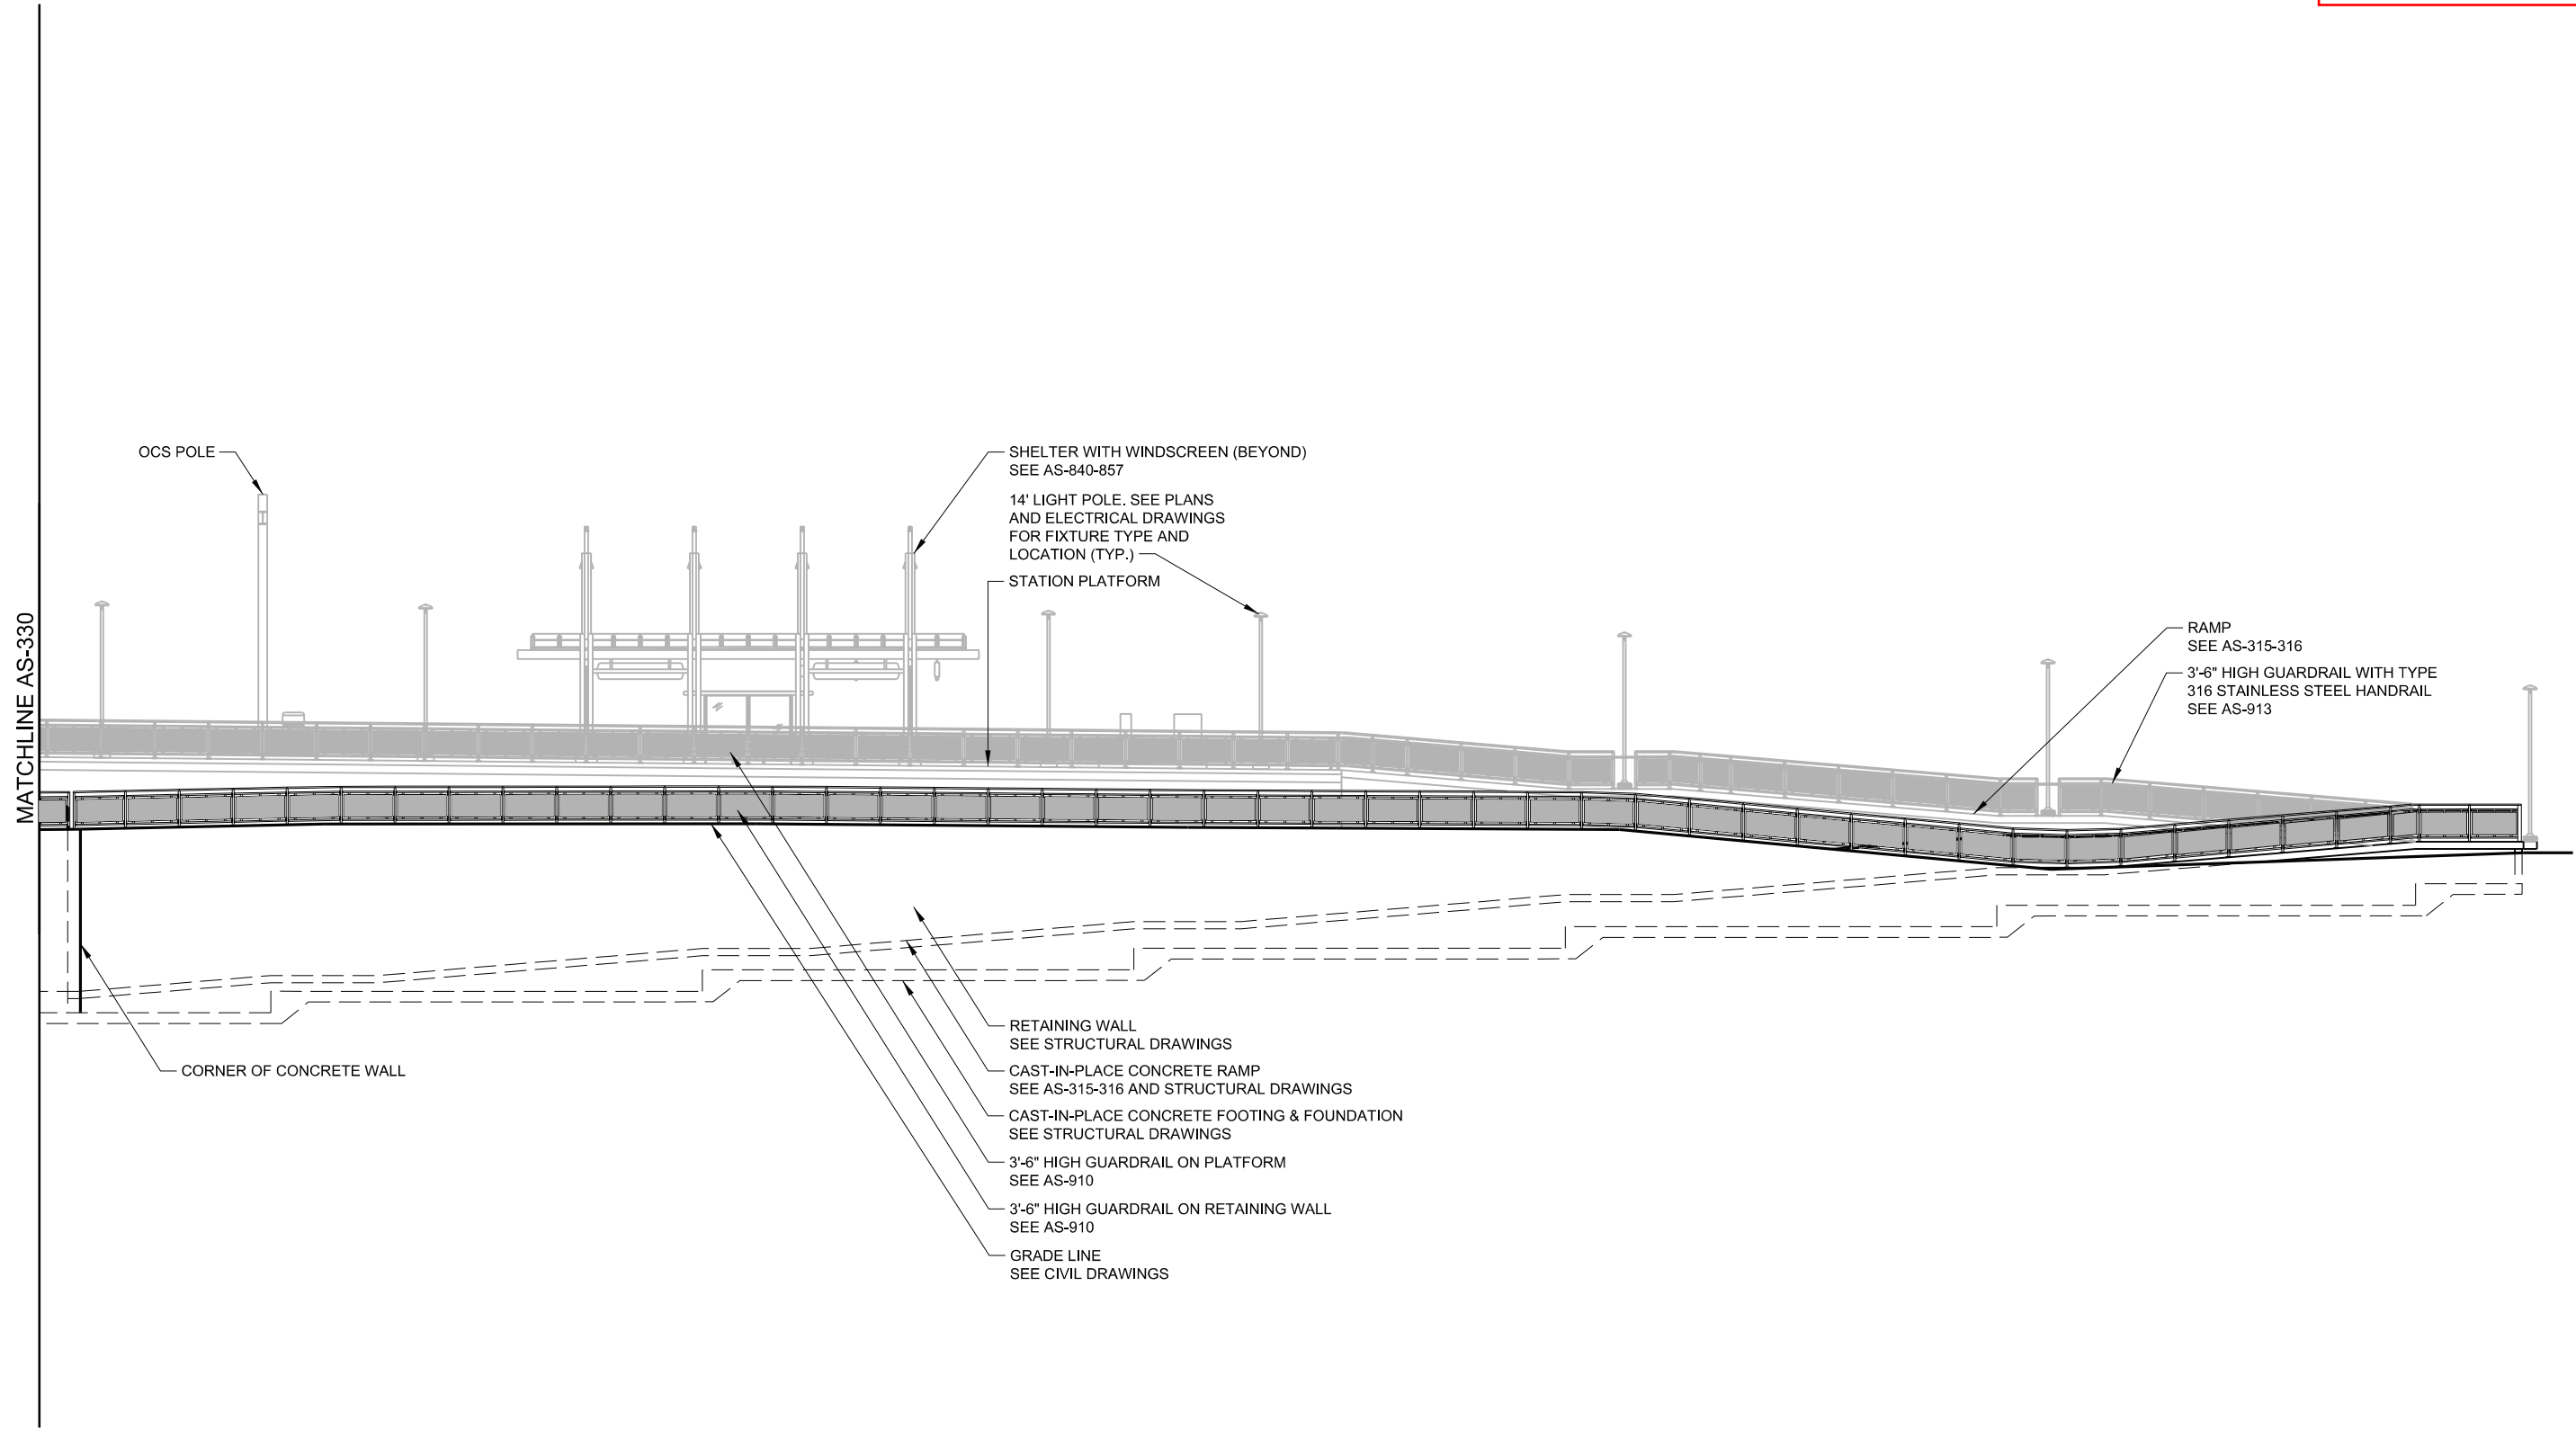 MATCHLINE AS-330
OCS POLE
SHELTER WITH WINDSCREEN (BEYOND)
SEE AS-840-857
14' LIGHT POLE. SEE PLANS
AND ELECTRICAL DRAWINGS
FOR FIXTURE TYPE AND
LOCATION (TYP.)
STATION PLATFORM
RAMP
SEE AS-315-316
3'-6" HIGH GUARDRAIL WITH TYPE
316 STAINLESS STEEL HANDRAIL
SEE AS-913
CORNER OF CONCRETE WALL
RETAINING WALL
SEE STRUCTURAL DRAWINGS
CAST-IN-PLACE CONCRETE RAMP
SEE AS-315-316 AND STRUCTURAL DRAWINGS
CAST-IN-PLACE CONCRETE FOOTING & FOUNDATION
SEE STRUCTURAL DRAWINGS
3'-6" HIGH GUARDRAIL ON PLATFORM
SEE AS-910
3'-6" HIGH GUARDRAIL ON RETAINING WALL
SEE AS-910
GRADE LINE
SEE CIVIL DRAWINGS